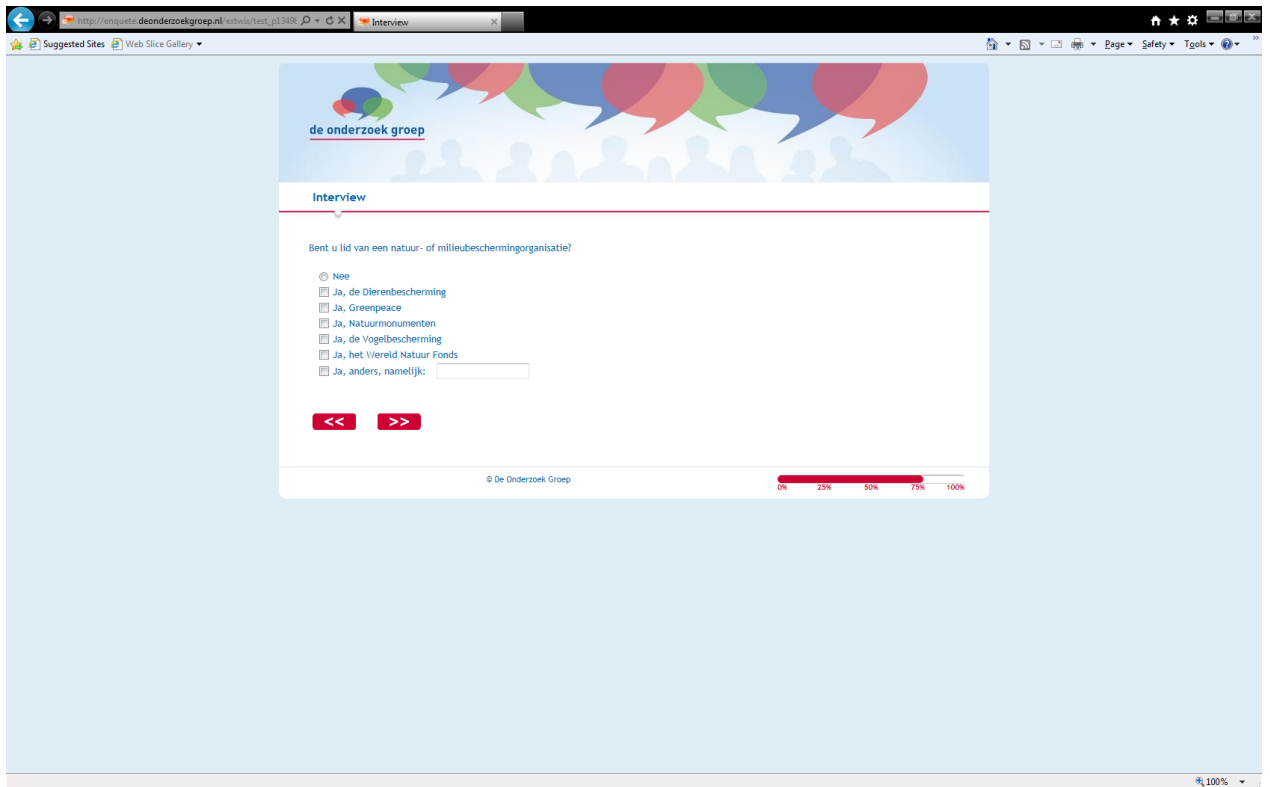 http://enquete.deonderzoekgroep.nl/extwix/test_p1349
Interview
Suggested Sites
Web Slice Gallery
Page
Safety
Tools
de onderzoek groep
Interview
Bent u lid van een natuur- of milieubeschermingorganisatie?
Nee
Ja, de Dierenbescherming
Ja, Greenpeace
Ja, Natuurmonumenten
Ja, de Vogelbescherming
Ja, het Wereld Natuur Fonds
Ja, anders, namelijk:
<< >>
© De Onderzoek Groep
0% 25% 50% 75% 100%
100%